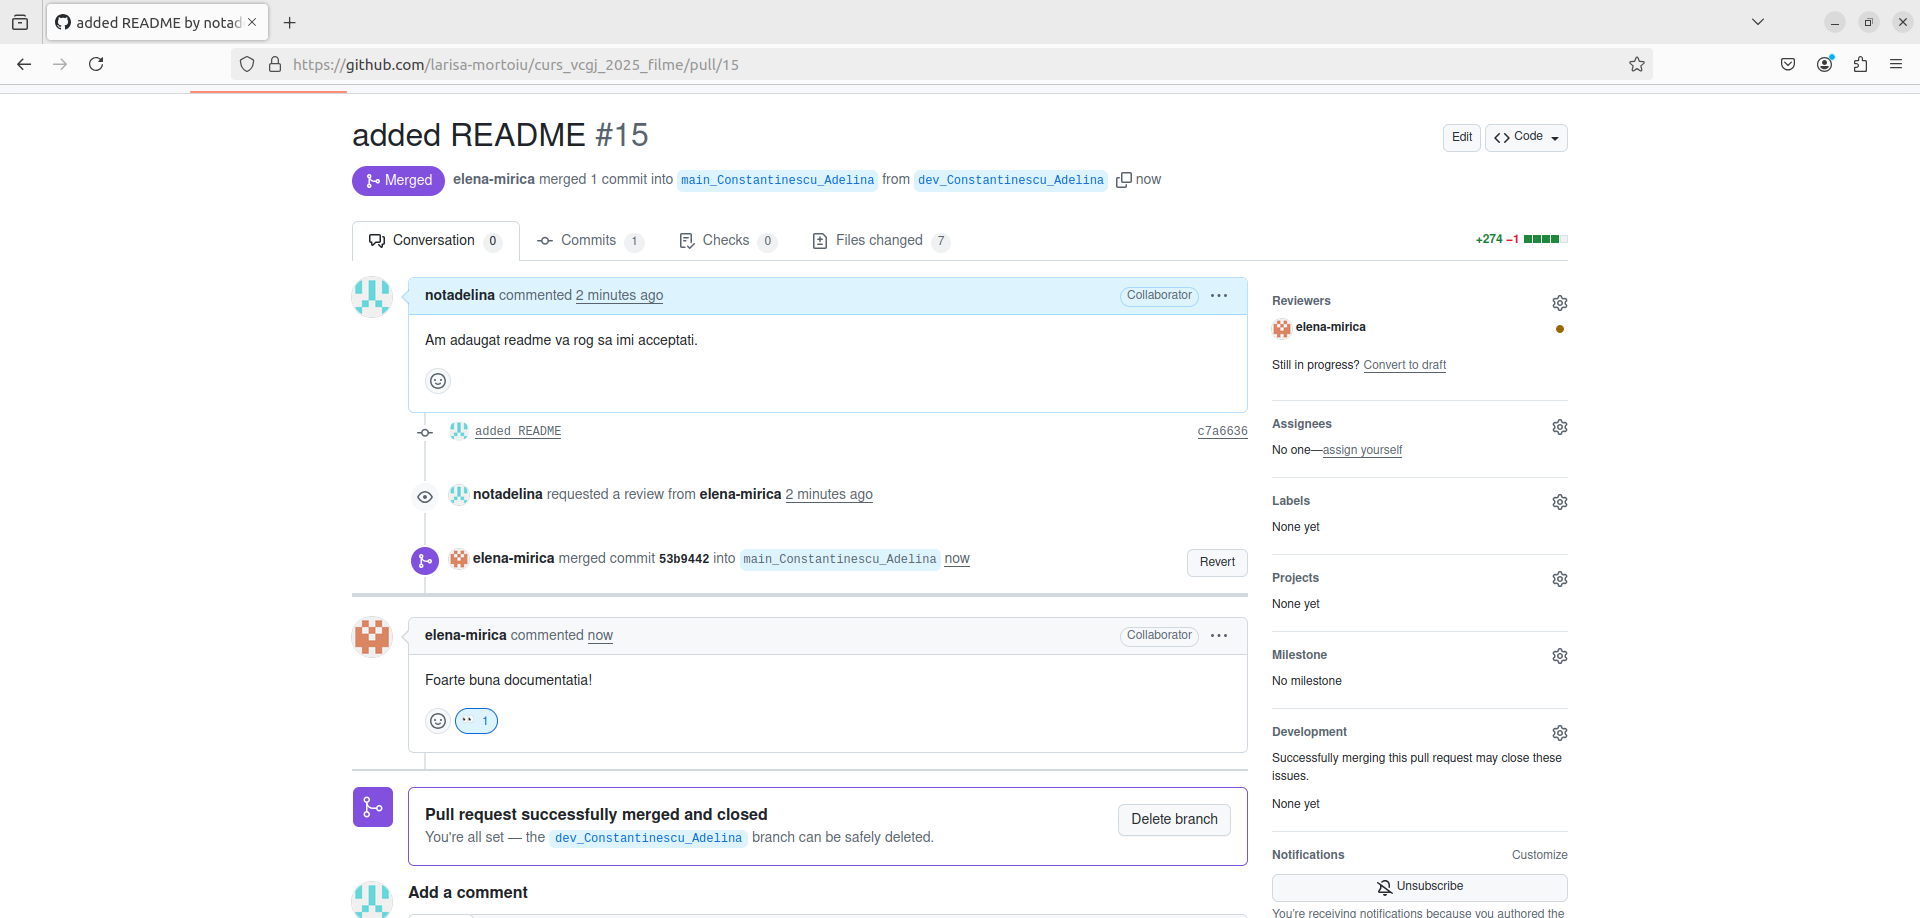 added README by notad
https://github.com/larisa-mortoiu/curs_vcgj_2025_filme/pull/15
added README #15
Edit
Code
Merged
elena-mirica merged 1 commit into main_Constantinescu_Adelina from dev_Constantinescu_Adelina now
Conversation 0
Commits 1
Checks 0
Files changed 7
+274 −1
notadelina commented 2 minutes ago
Collaborator
Am adaugat readme va rog sa imi acceptati.
added README
c7a6636
notadelina requested a review from elena-mirica 2 minutes ago
elena-mirica merged commit 53b9442 into main_Constantinescu_Adelina now
Revert
elena-mirica commented now
Collaborator
Foarte buna documentatia!
1
Pull request successfully merged and closed
You're all set — the dev_Constantinescu_Adelina branch can be safely deleted.
Delete branch
Add a comment
Reviewers
elena-mirica
Still in progress? Convert to draft
Assignees
No one—assign yourself
Labels
None yet
Projects
None yet
Milestone
No milestone
Development
Successfully merging this pull request may close these
issues.
None yet
Notifications
Customize
Unsubscribe
You're receiving notifications because you authored the